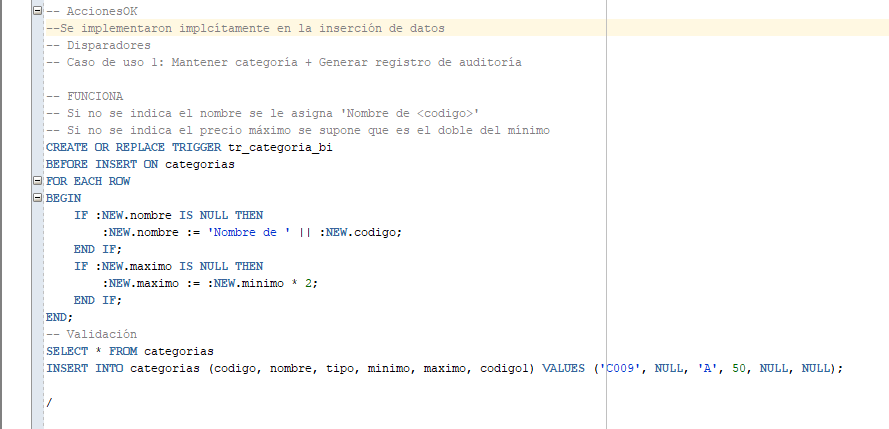 -- AccionesOK
--Se implementaron implcítamente en la inserción de datos
-- Disparadores
-- Caso de uso 1: Mantener categoría + Generar registro de auditoría
-- FUNCIONA
-- Si no se indica el nombre se le asigna 'Nombre de <codigo>'
-- Si no se indica el precio máximo se supone que es el doble del mínimo
CREATE OR REPLACE TRIGGER tr_categoria_bi
BEFORE INSERT ON categorias
FOR EACH ROW
BEGIN
    IF :NEW.nombre IS NULL THEN
        :NEW.nombre := 'Nombre de ' || :NEW.codigo;
    END IF;
    IF :NEW.maximo IS NULL THEN
        :NEW.maximo := :NEW.minimo * 2;
    END IF;
END;
-- Validación
SELECT * FROM categorias
INSERT INTO categorias (codigo, nombre, tipo, minimo, maximo, codigo1) VALUES ('C009', NULL, 'A', 50, NULL, NULL);
/